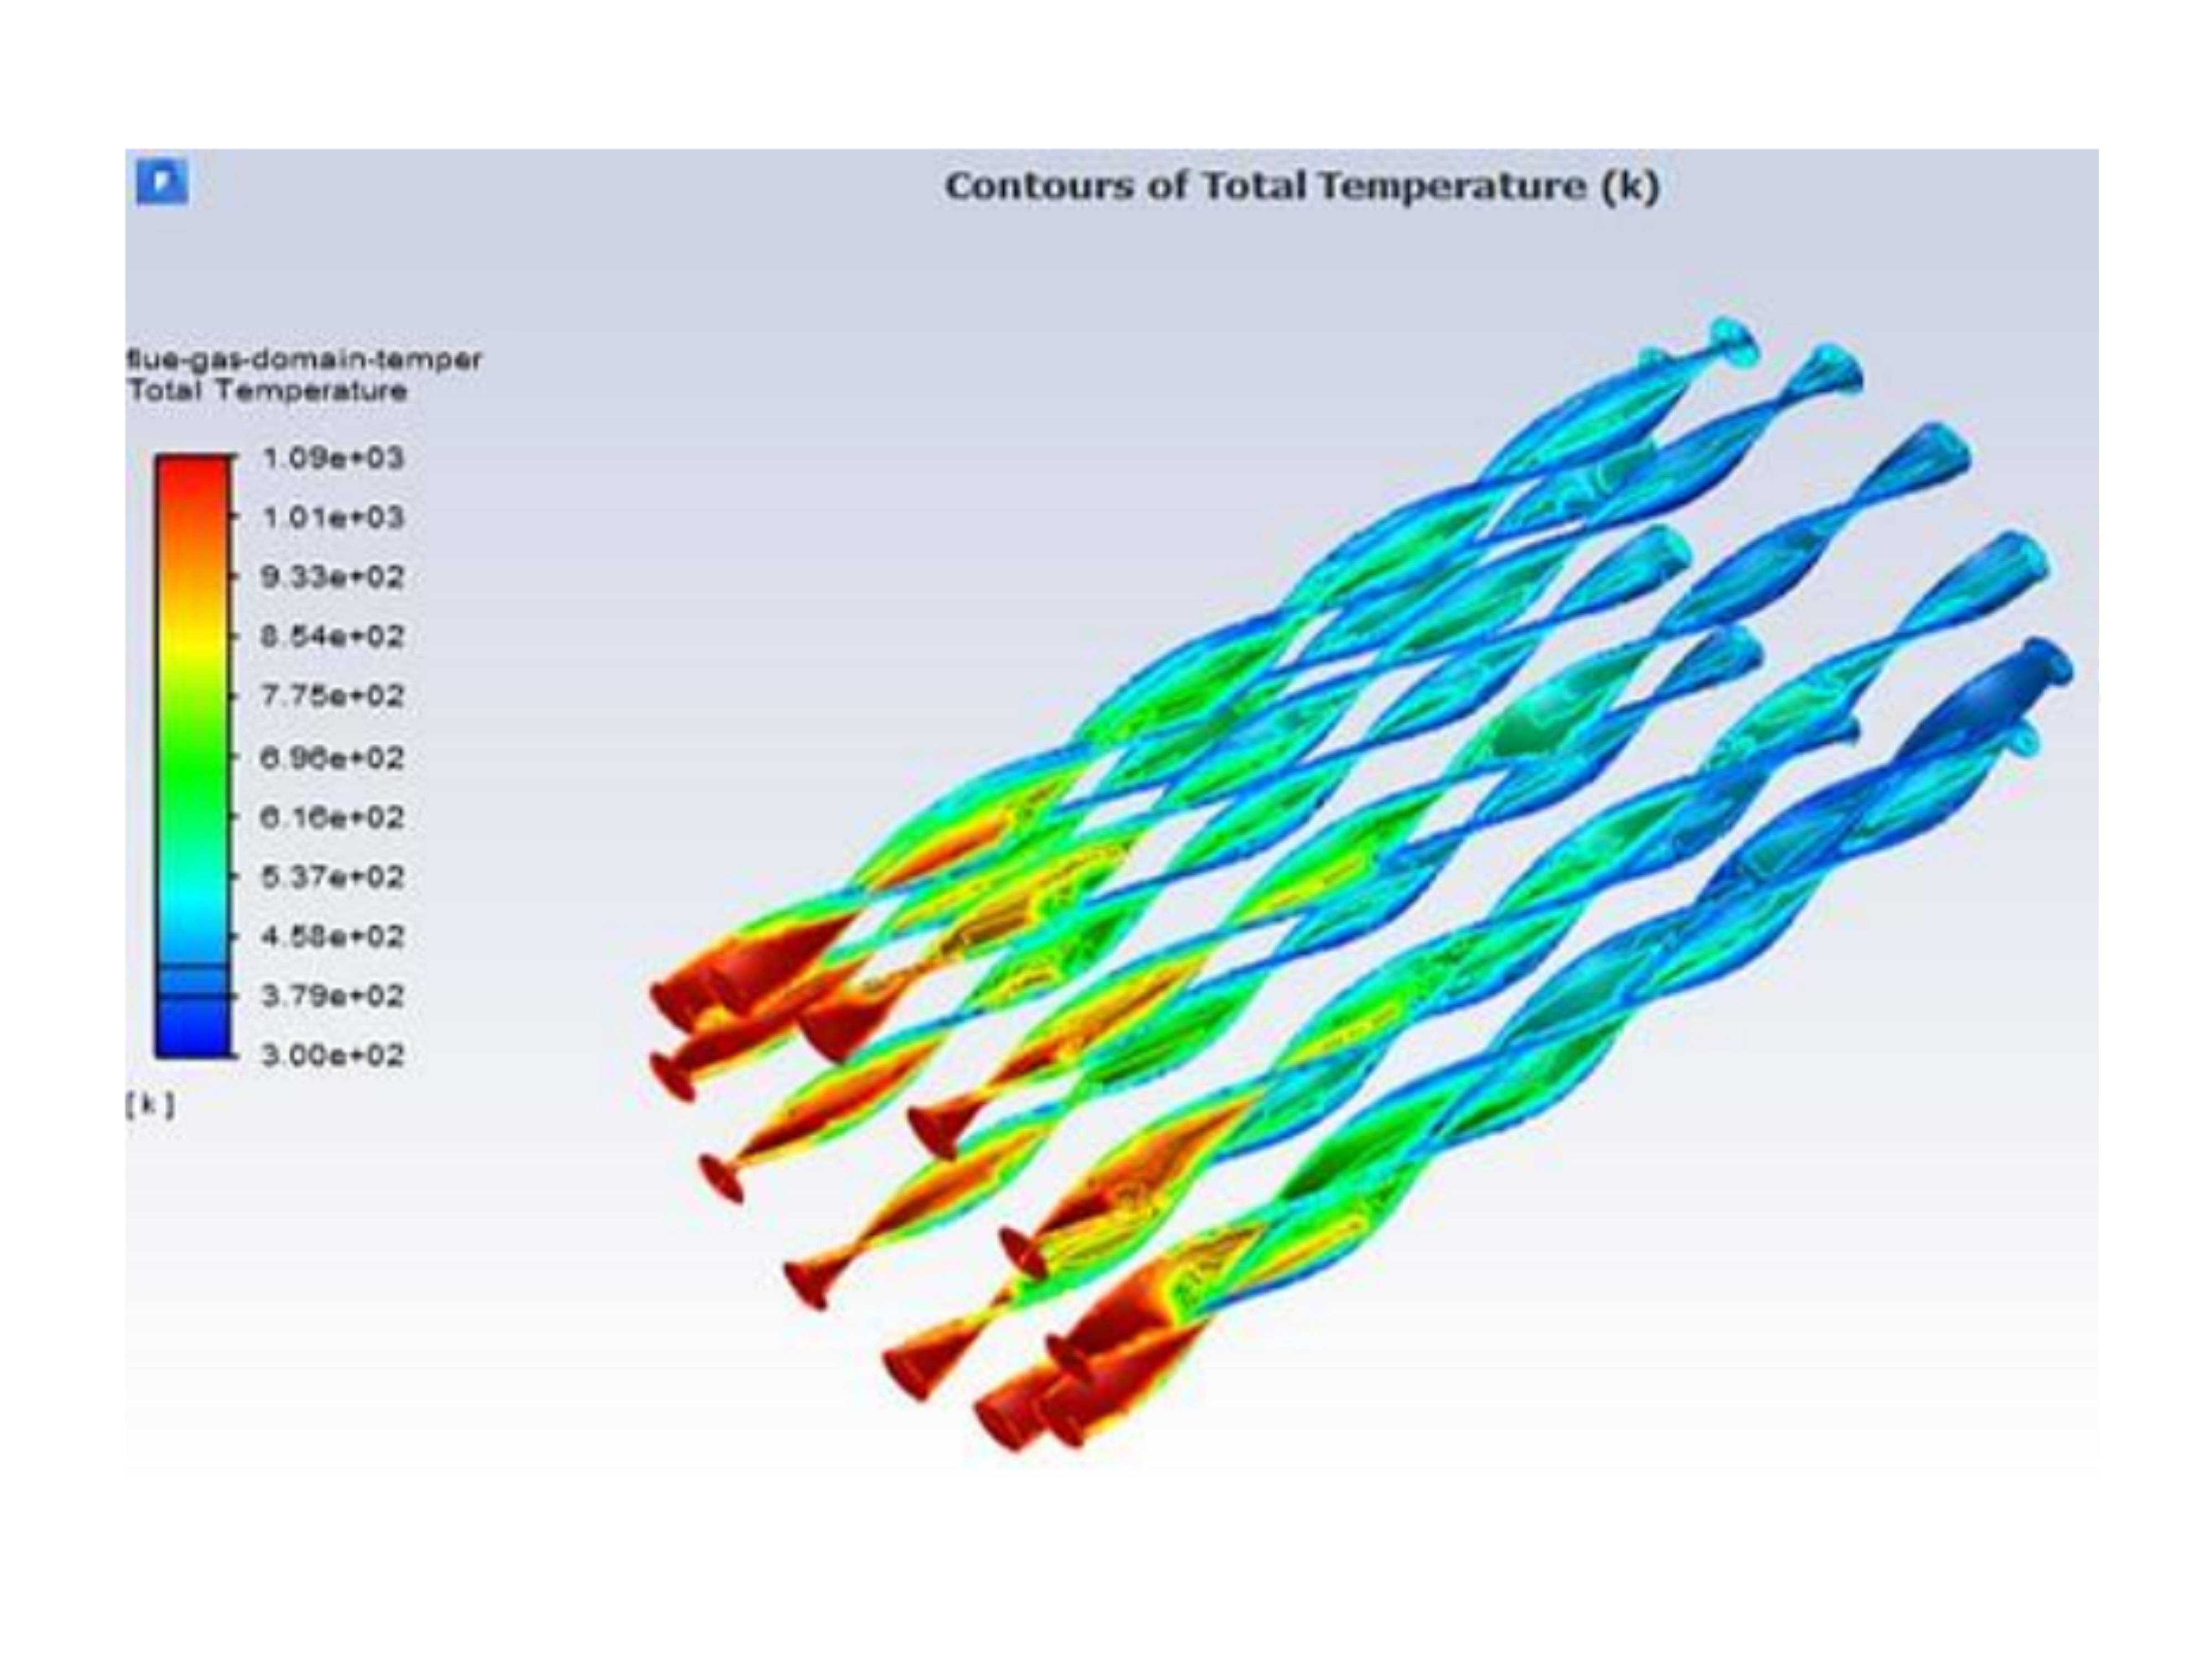 Contours of Total Temperature (k)
flue-gas-domain-temper
Total Temperature
1.09e+03
1.01e+03
9.33e+02
8.54e+02
7.75e+02
6.96e+02
6.16e+02
5.37e+02
4.58e+02
3.79e+02
3.00e+02
[k]